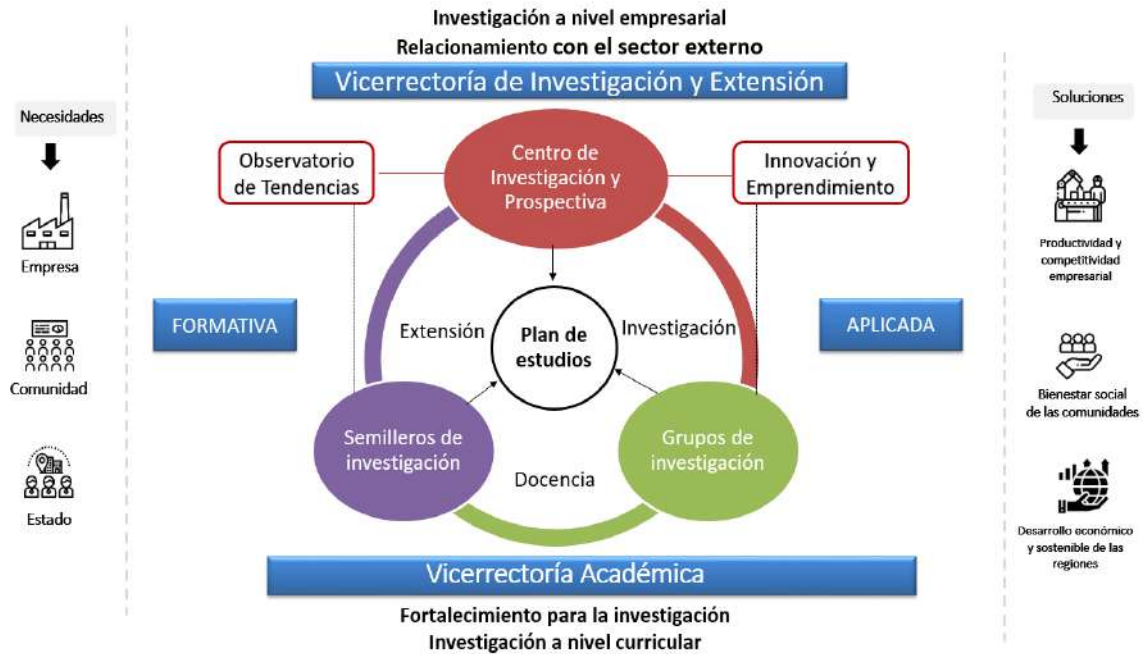 Investigación a nivel empresarial
Relacionamiento con el sector externo
Vicerrectoría de Investigación y Extensión
Necesidades
Empresa
Comunidad
Estado
Observatorio
de Tendencias
Centro de
Investigación y
Prospectiva
Innovación y
Emprendimiento
FORMATIVA
Extensión
Plan de
estudios
Investigación
APLICADA
Semilleros de
investigación
Docencia
Grupos de
investigación
Vicerrectoría Académica
Fortalecimiento para la investigación
Investigación a nivel curricular
Soluciones
Productividad y
competitividad
empresarial
Bienestar social
de las comunidades
Desarrollo económico
y sostenible de las
regiones